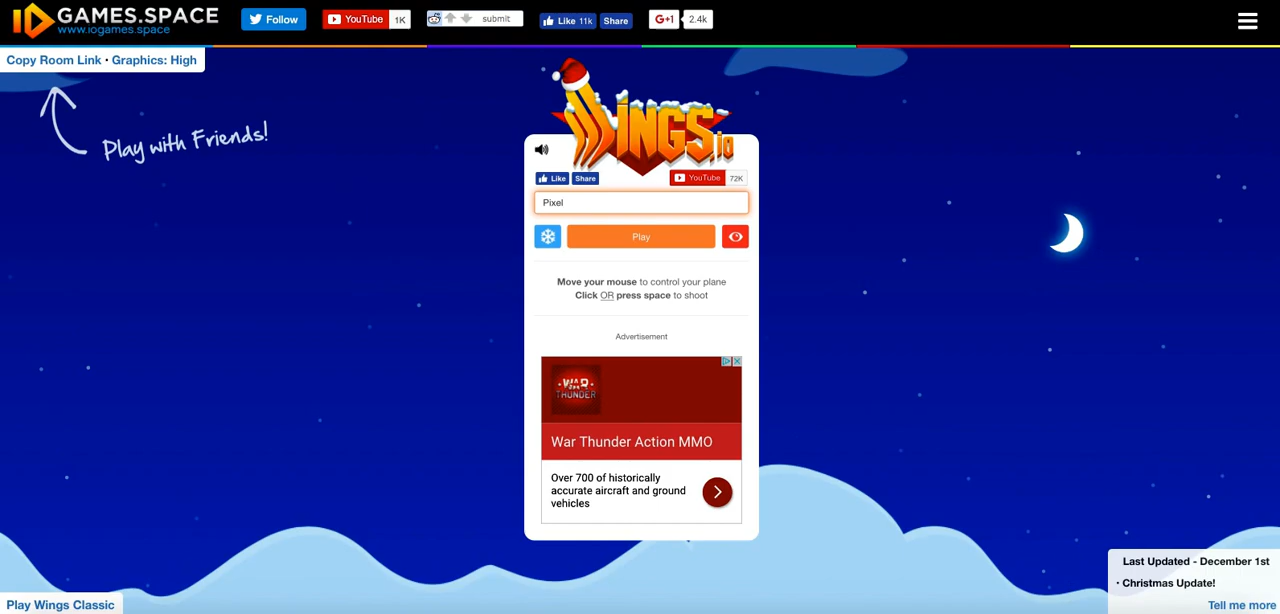 GAMES.SPACE
www.iogames.space
Follow
YouTube 1K
submit
Like 11k Share
G+1 2.4k
Copy Room Link · Graphics: High
Play with Friends!
WINGS.io
Like Share
YouTube 72K
Pixel
Play
Move your mouse to control your plane
Click OR press space to shoot
Advertisement
WAR
THUNDER
War Thunder Action MMO
Over 700 of historically
accurate aircraft and ground
vehicles
Last Updated - December 1st
· Christmas Update!
Tell me more
Play Wings Classic